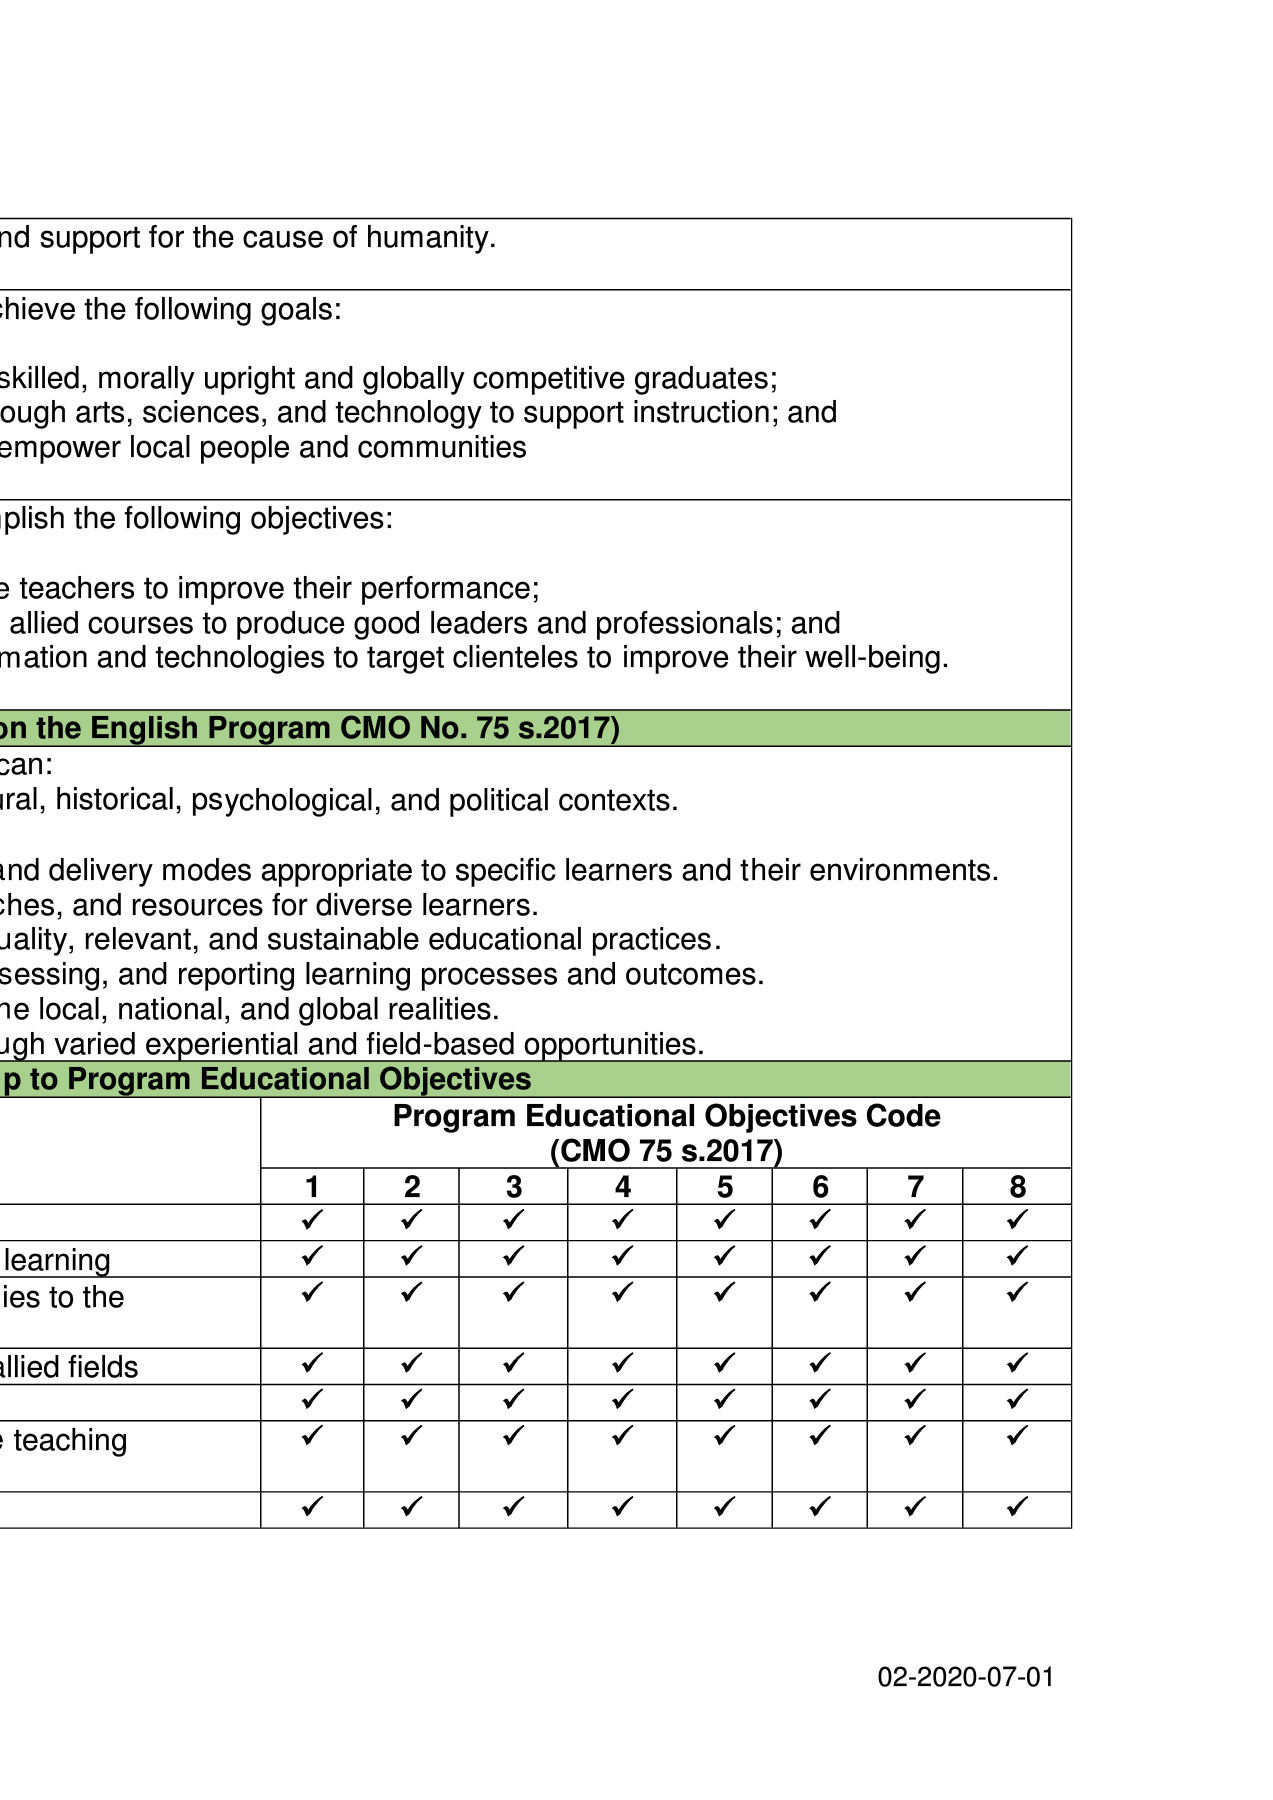 nd support for the cause of humanity.
chieve the following goals:
skilled, morally upright and globally competitive graduates;
ough arts, sciences, and technology to support instruction; and
empower local people and communities
plish the following objectives:
e teachers to improve their performance;
allied courses to produce good leaders and professionals; and
mation and technologies to target clienteles to improve their well-being.
on the English Program CMO No. 75 s.2017)
can:
ural, historical, psychological, and political contexts.
and delivery modes appropriate to specific learners and their environments.
ches, and resources for diverse learners.
uality, relevant, and sustainable educational practices.
sessing, and reporting learning processes and outcomes.
he local, national, and global realities.
ugh varied experiential and field-based opportunities.
p to Program Educational Objectives
Program Educational Objectives Code
(CMO 75 s.2017)
1 2 3 4 5 6 7 8
✓ ✓ ✓ ✓ ✓ ✓ ✓ ✓
learning ✓ ✓ ✓ ✓ ✓ ✓ ✓ ✓
ies to the ✓ ✓ ✓ ✓ ✓ ✓ ✓ ✓
allied fields ✓ ✓ ✓ ✓ ✓ ✓ ✓ ✓
✓ ✓ ✓ ✓ ✓ ✓ ✓ ✓
e teaching ✓ ✓ ✓ ✓ ✓ ✓ ✓ ✓
✓ ✓ ✓ ✓ ✓ ✓ ✓ ✓
02-2020-07-01